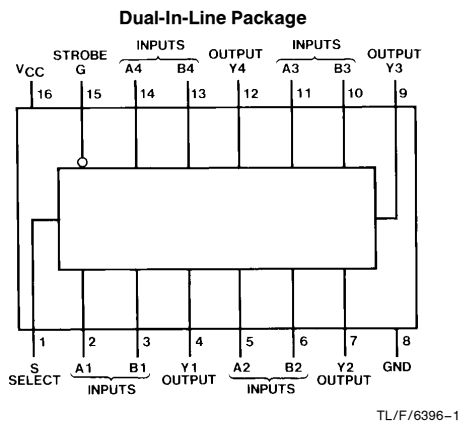 Dual-In-Line Package
INPUTS INPUTS
STROBE OUTPUT OUTPUT
VCC G A4 B4 Y4 A3 B3 Y3
16 15 14 13 12 11 10 9
1 2 3 4 5 6 7 8
S A1 B1 Y1 A2 B2 Y2 GND
SELECT INPUTS OUTPUT INPUTS OUTPUT
TL/F/6396–1